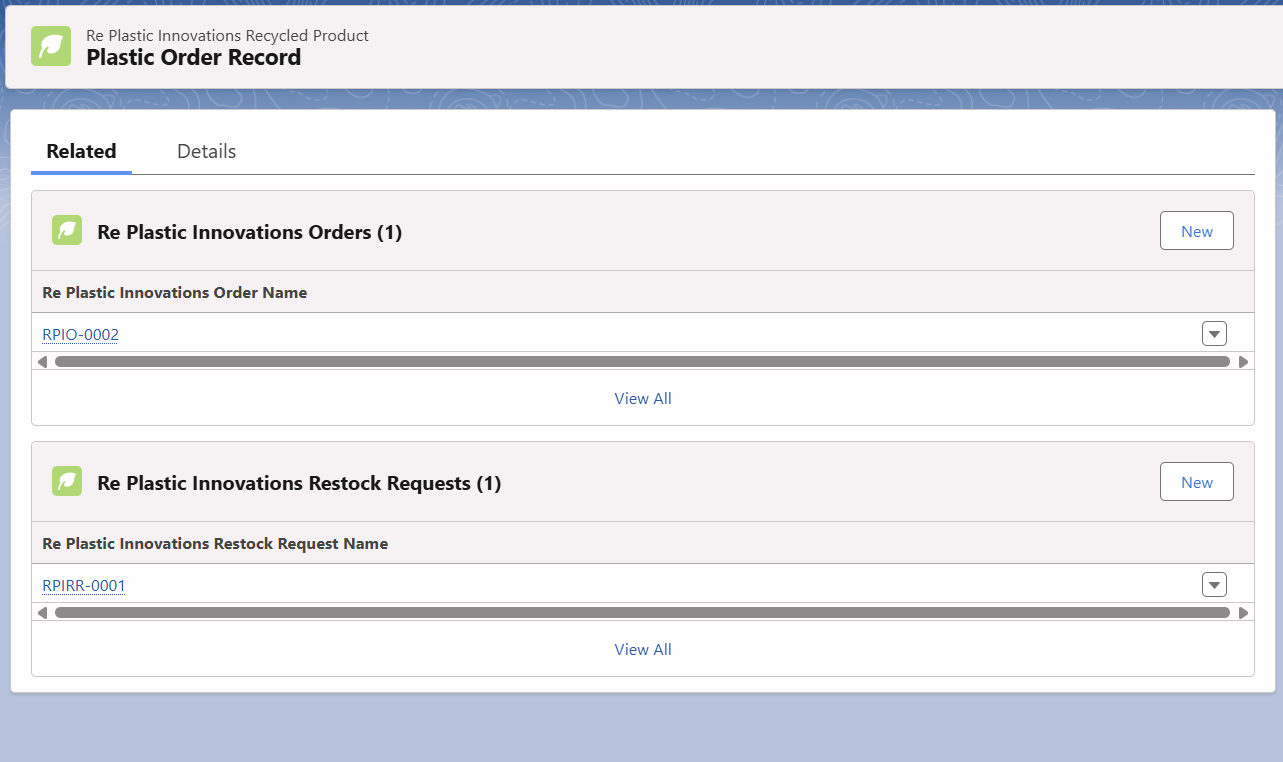 Re Plastic Innovations Recycled Product
Plastic Order Record
Related
Details
Re Plastic Innovations Orders (1)
New
Re Plastic Innovations Order Name
RPIO-0002
View All
Re Plastic Innovations Restock Requests (1)
New
Re Plastic Innovations Restock Request Name
RPIRR-0001
View All